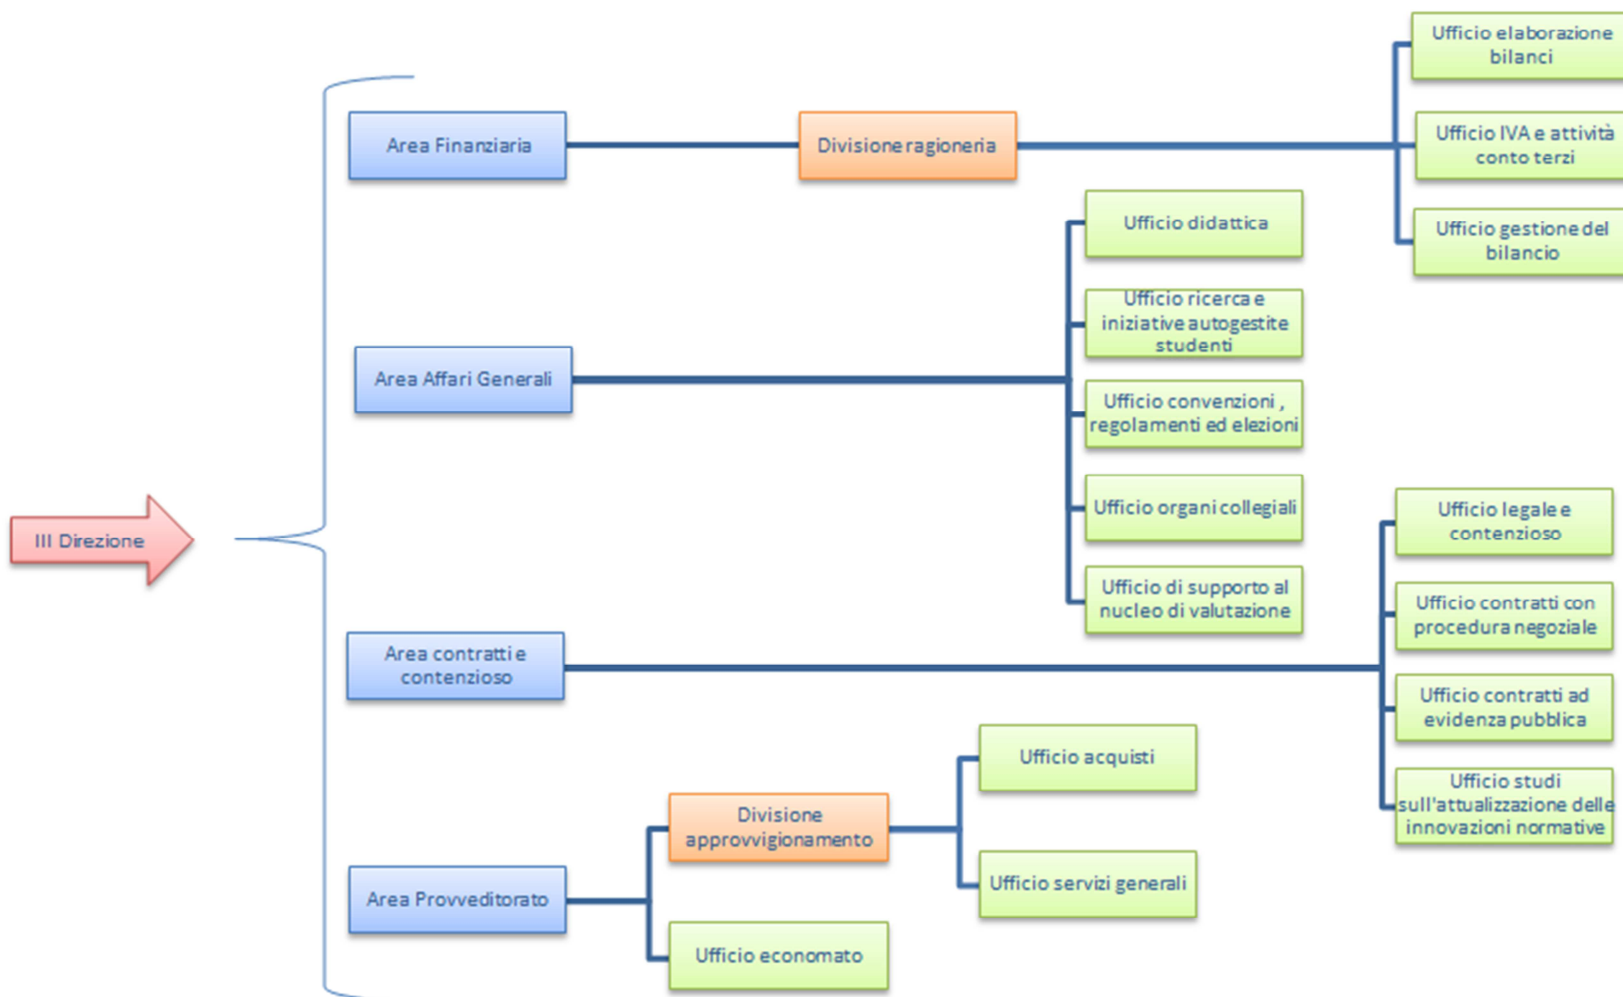 III Direzione
Area Finanziaria
Divisione ragioneria
Ufficio elaborazione
bilanci
Ufficio IVA e attività
conto terzi
Ufficio gestione del
bilancio
Area Affari Generali
Ufficio didattica
Ufficio ricerca e
iniziative autogestite
studenti
Ufficio convenzioni ,
regolamenti ed elezioni
Ufficio organi collegiali
Ufficio di supporto al
nucleo di valutazione
Area contratti e
contenzioso
Ufficio legale e
contenzioso
Ufficio contratti con
procedura negoziale
Ufficio contratti ad
evidenza pubblica
Ufficio studi
sull'attualizzazione delle
innovazioni normative
Area Provveditorato
Divisione
approvvigionamento
Ufficio acquisti
Ufficio servizi generali
Ufficio economato